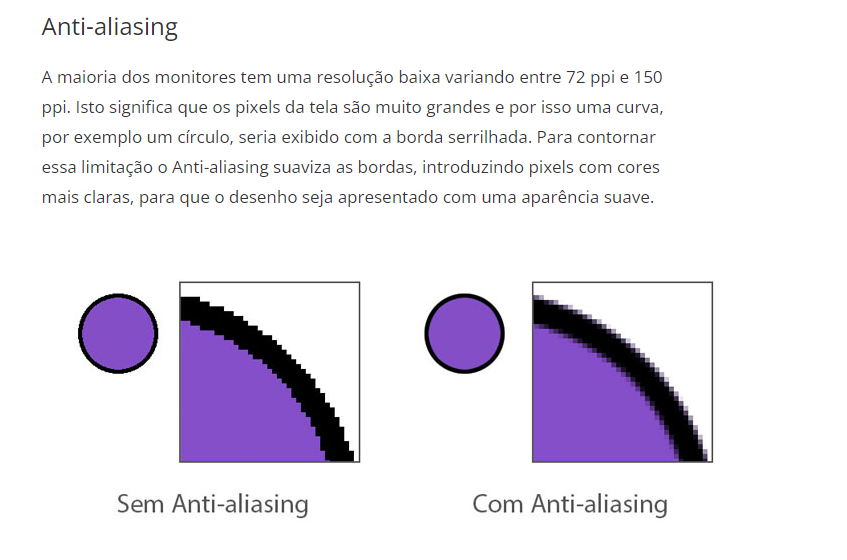 Anti-aliasing
A maioria dos monitores tem uma resolução baixa variando entre 72 ppi e 150
ppi. Isto significa que os pixels da tela são muito grandes e por isso uma curva,
por exemplo um círculo, seria exibido com a borda serrilhada. Para contornar
essa limitação o Anti-aliasing suaviza as bordas, introduzindo pixels com cores
mais claras, para que o desenho seja apresentado com uma aparência suave.
Sem Anti-aliasing
Com Anti-aliasing